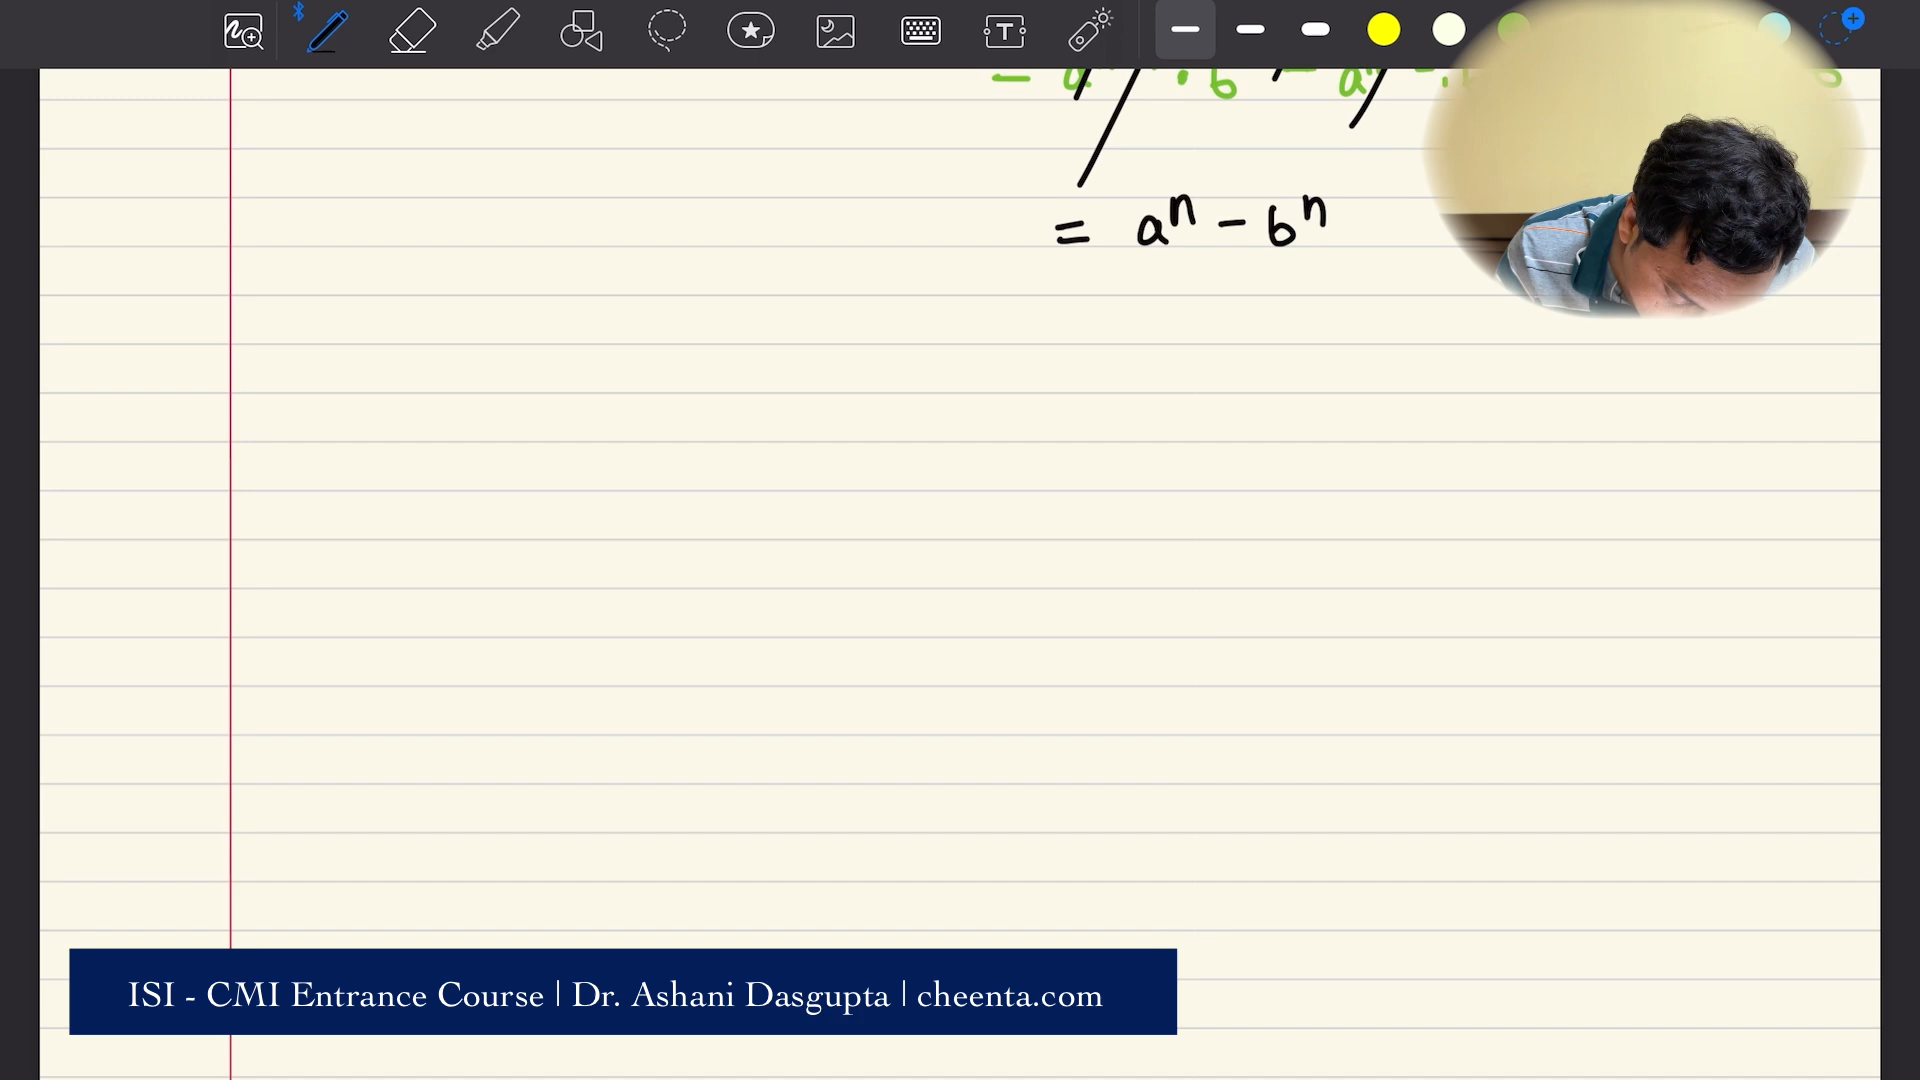 = aⁿ - bⁿ
ISI - CMI Entrance Course | Dr. Ashani Dasgupta | cheenta.com